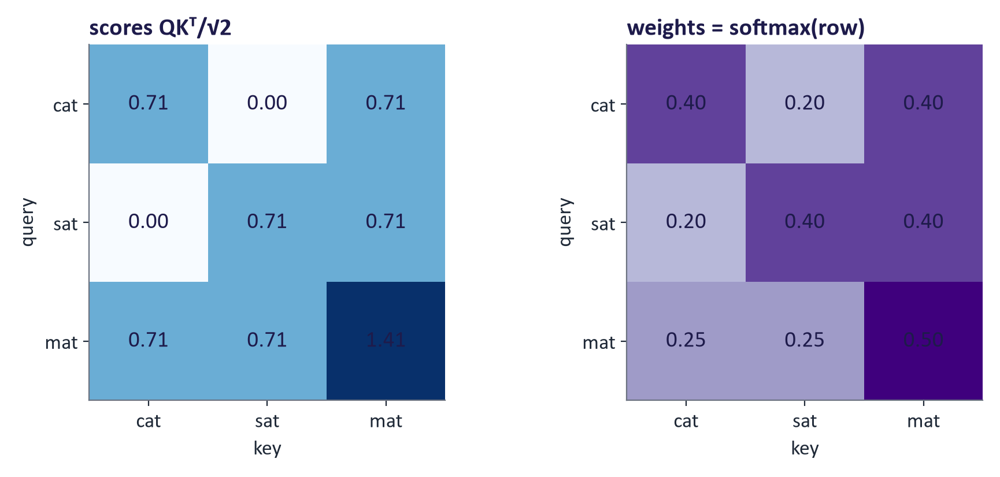 scores QKᵀ/√2
cat 0.71 0.00 0.71
sat 0.00 0.71 0.71
mat 0.71 0.71 1.41
cat sat mat
key
query
weights = softmax(row)
cat 0.40 0.20 0.40
sat 0.20 0.40 0.40
mat 0.25 0.25 0.50
cat sat mat
key
query